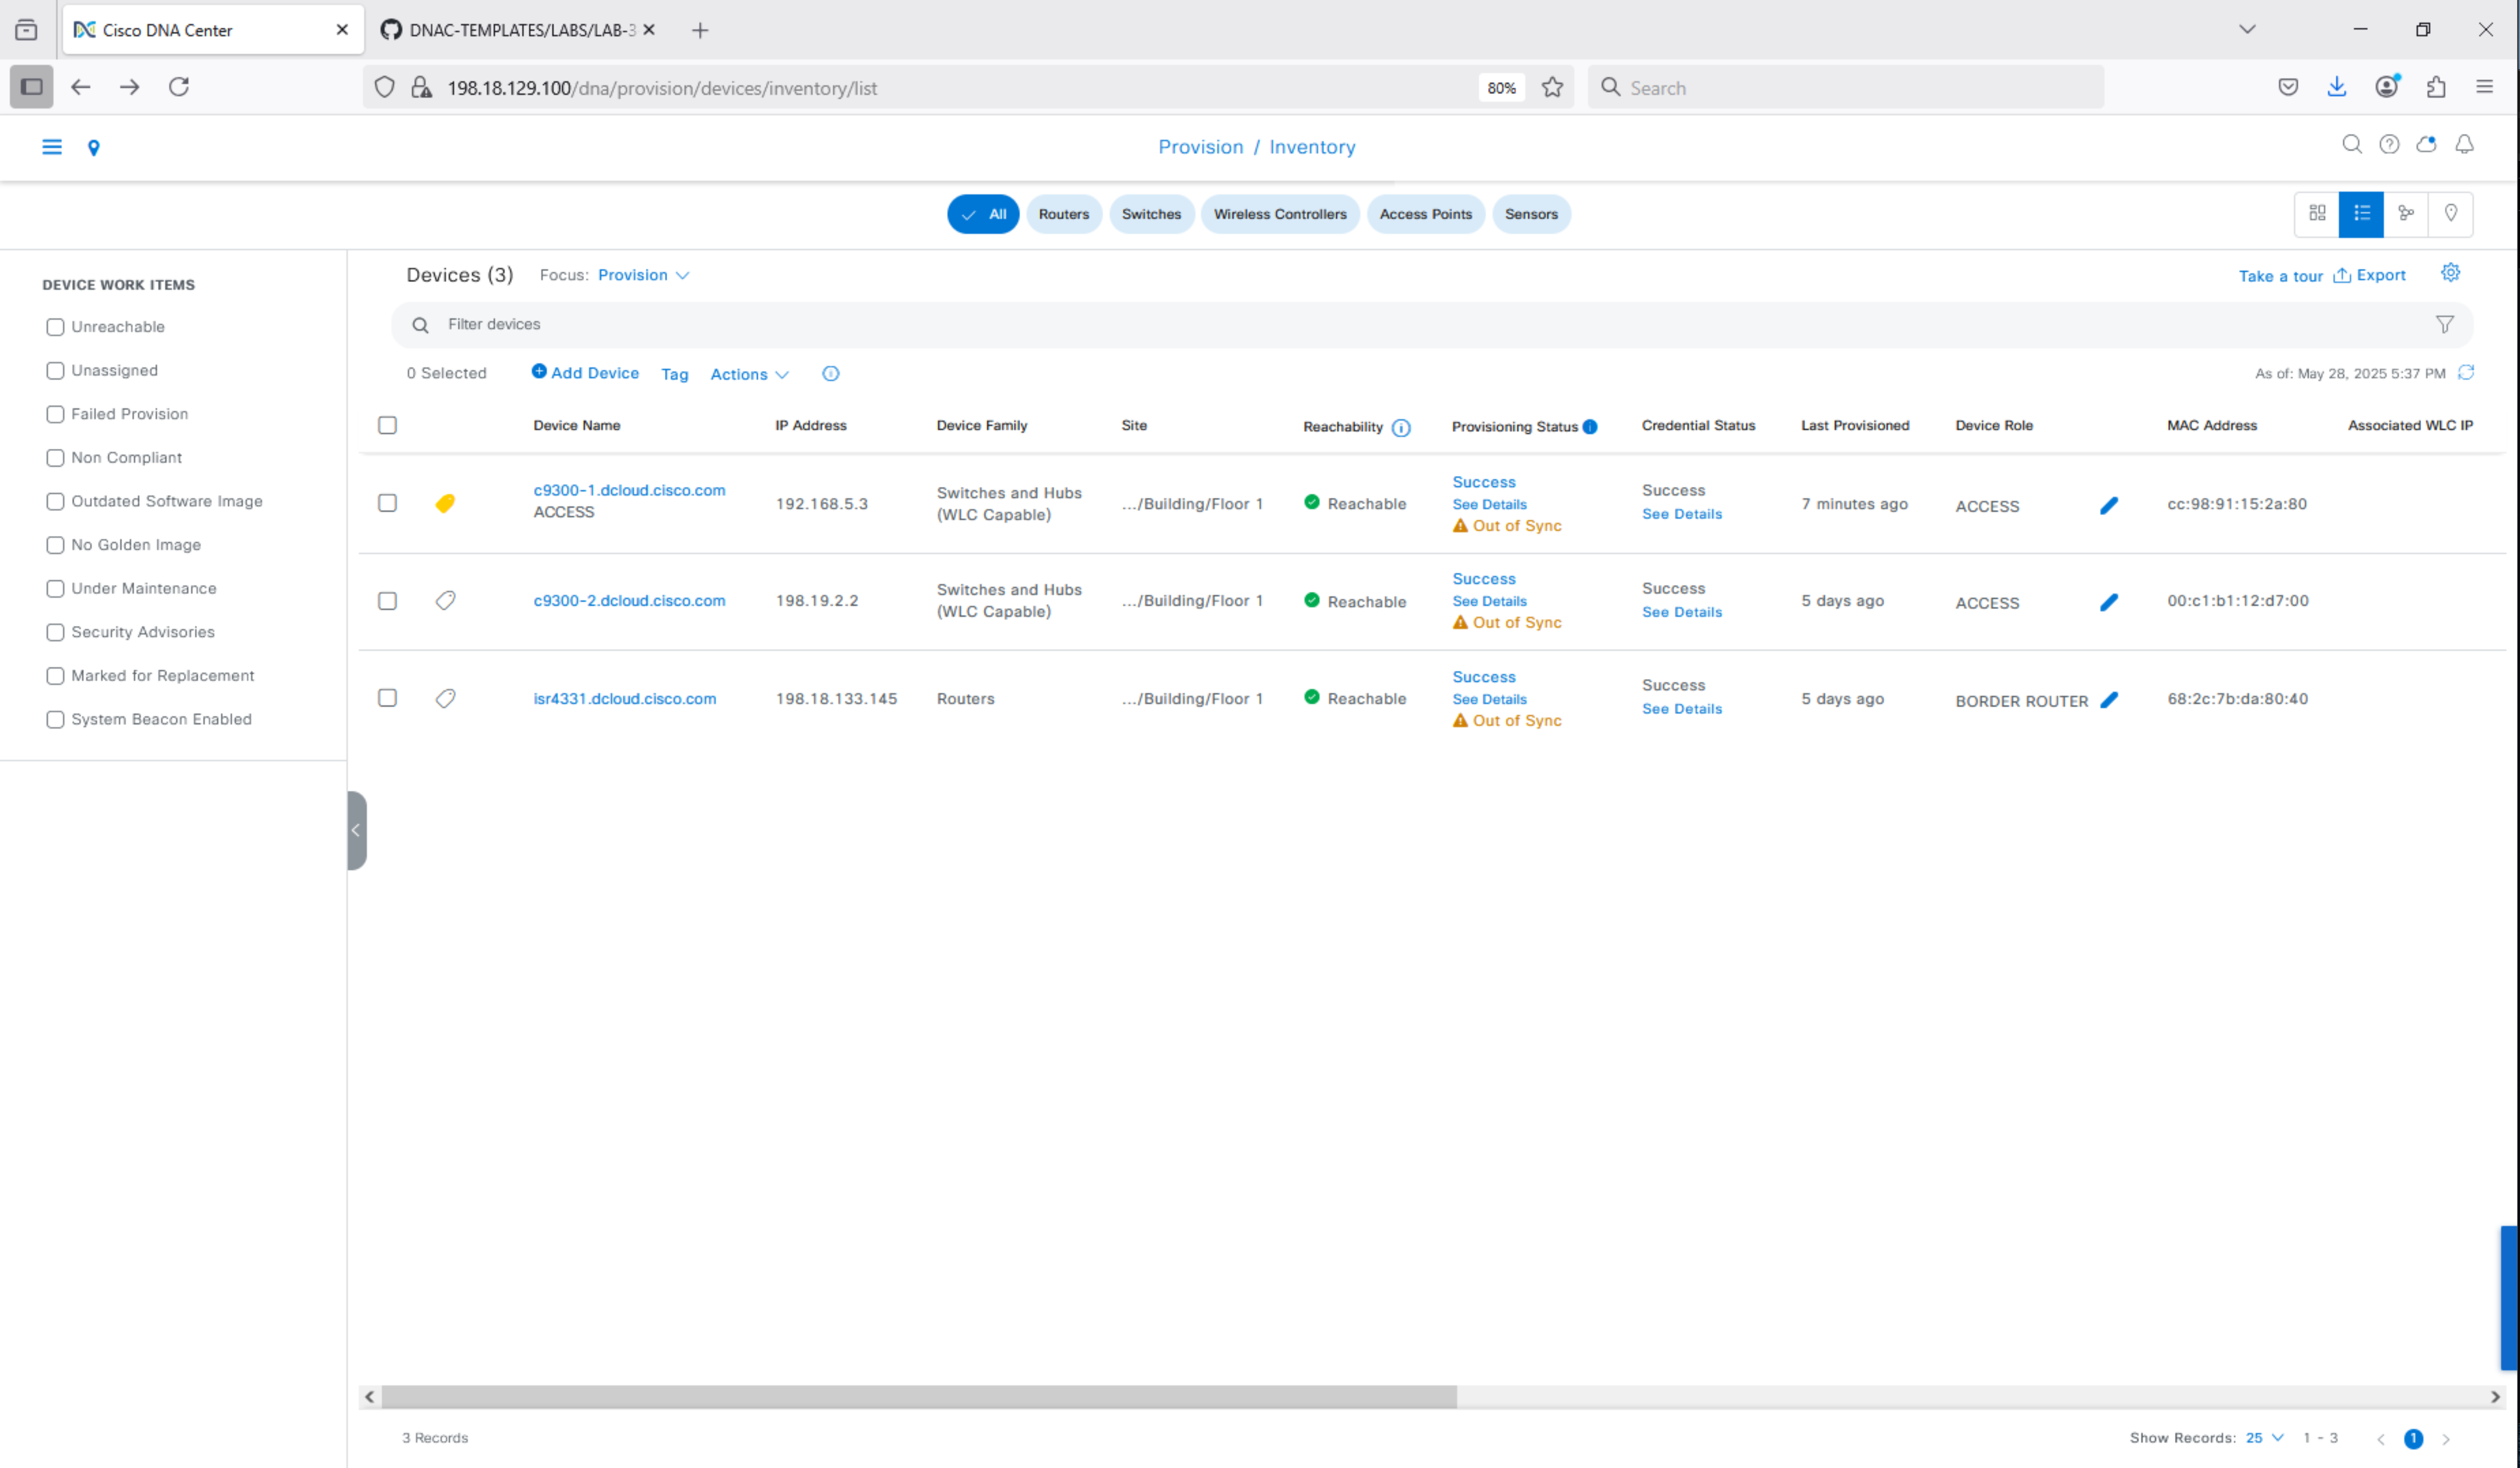 Cisco DNA Center
DNAC-TEMPLATES/LABS/LAB-3
198.18.129.100/dna/provision/devices/inventory/list
80%
Search
Provision / Inventory
All
Routers
Switches
Wireless Controllers
Access Points
Sensors
DEVICE WORK ITEMS
Unreachable
Unassigned
Failed Provision
Non Compliant
Outdated Software Image
No Golden Image
Under Maintenance
Security Advisories
Marked for Replacement
System Beacon Enabled
Devices (3) Focus: Provision
Take a tour Export
Filter devices
0 Selected Add Device Tag Actions
As of: May 28, 2025 5:37 PM
Device Name IP Address Device Family Site Reachability Provisioning Status Credential Status Last Provisioned Device Role MAC Address Associated WLC IP
c9300-1.dcloud.cisco.com
ACCESS
192.168.5.3
Switches and Hubs
(WLC Capable)
.../Building/Floor 1
Reachable
Success
See Details
Out of Sync
Success
See Details
7 minutes ago
ACCESS
cc:98:91:15:2a:80
c9300-2.dcloud.cisco.com
198.19.2.2
Switches and Hubs
(WLC Capable)
.../Building/Floor 1
Reachable
Success
See Details
Out of Sync
Success
See Details
5 days ago
ACCESS
00:c1:b1:12:d7:00
isr4331.dcloud.cisco.com
198.18.133.145
Routers
.../Building/Floor 1
Reachable
Success
See Details
Out of Sync
Success
See Details
5 days ago
BORDER ROUTER
68:2c:7b:da:80:40
3 Records
Show Records: 25 1 - 3
1